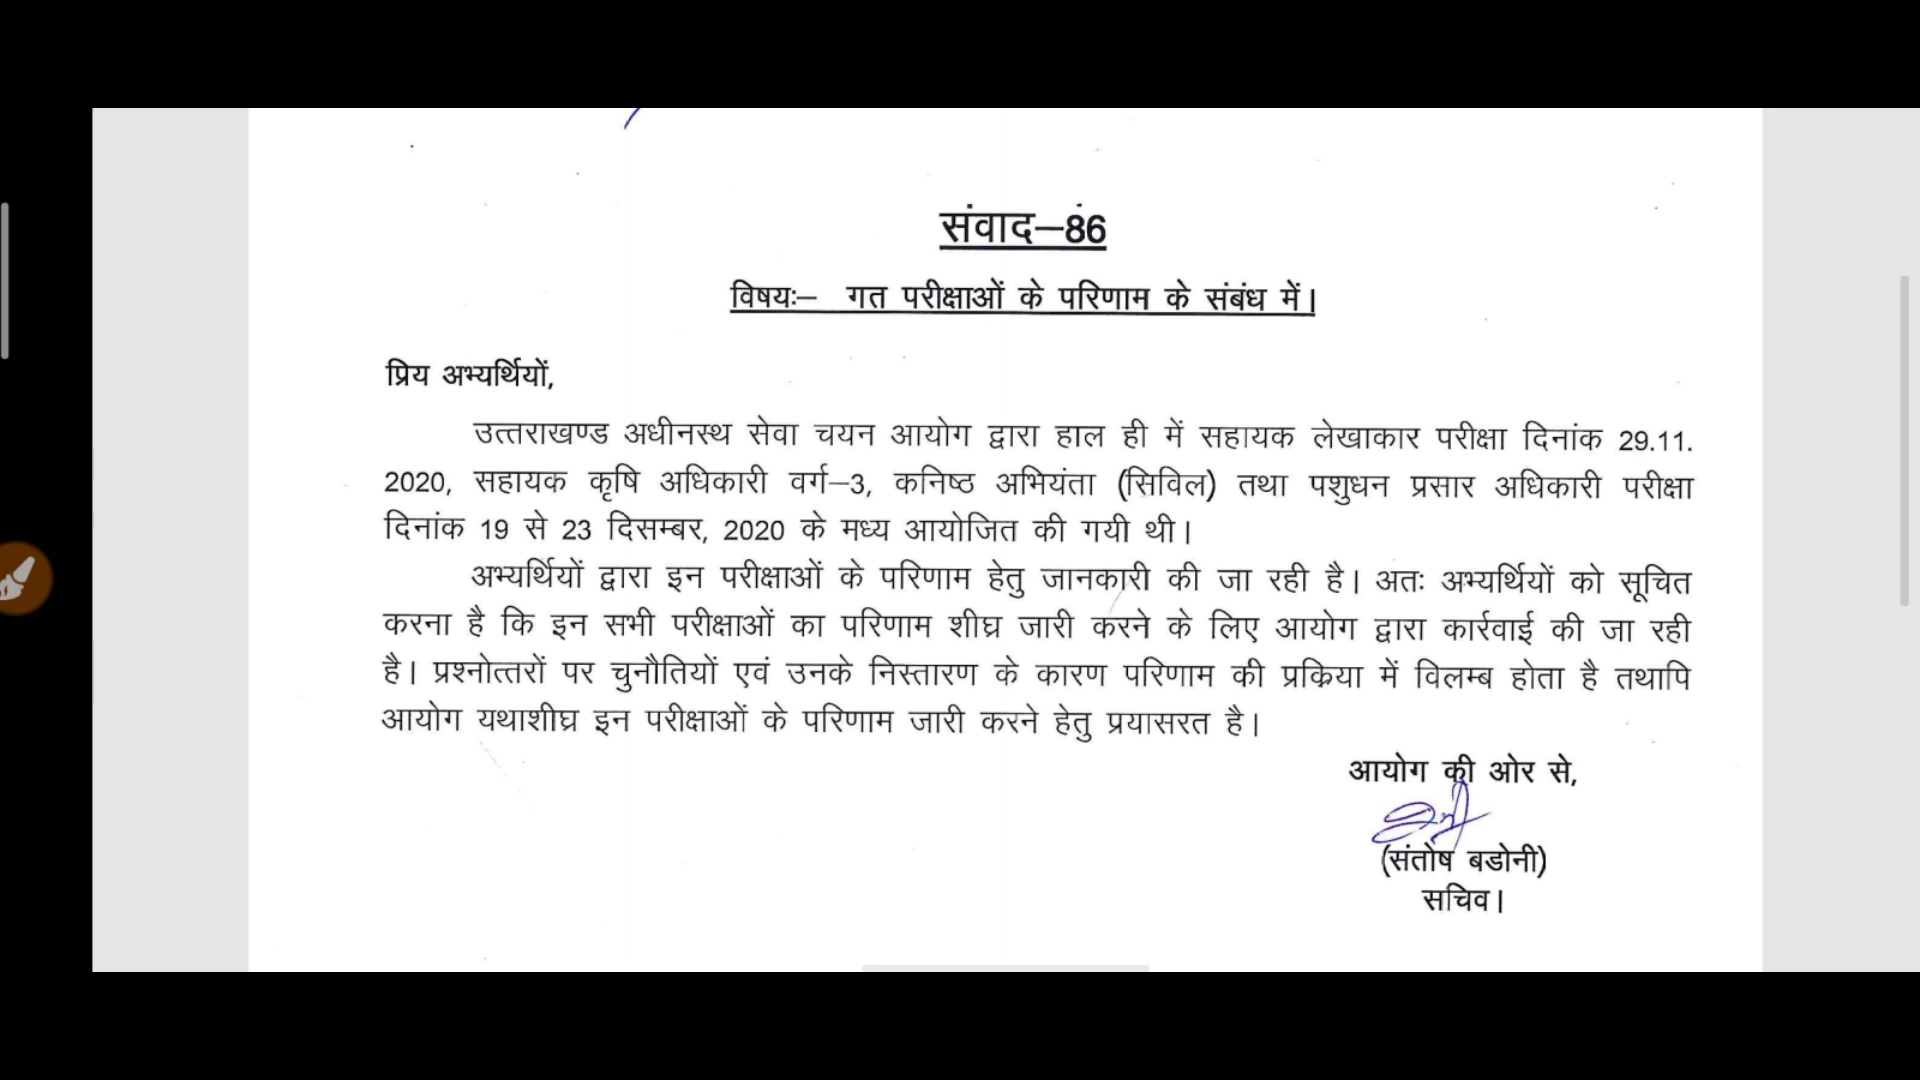 संवाद–86
विषयः– गत परीक्षाओं के परिणाम के संबंध में।
प्रिय अभ्यर्थियों,
उत्तराखण्ड अधीनस्थ सेवा चयन आयोग द्वारा हाल ही में सहायक लेखाकार परीक्षा दिनांक 29.11.
2020, सहायक कृषि अधिकारी वर्ग–3, कनिष्ठ अभियंता (सिविल) तथा पशुधन प्रसार अधिकारी परीक्षा
दिनांक 19 से 23 दिसम्बर, 2020 के मध्य आयोजित की गयी थी।
अभ्यर्थियों द्वारा इन परीक्षाओं के परिणाम हेतु जानकारी की जा रही है। अतः अभ्यर्थियों को सूचित
करना है कि इन सभी परीक्षाओं का परिणाम शीघ्र जारी करने के लिए आयोग द्वारा कार्रवाई की जा रही
है। प्रश्नोत्तरों पर चुनौतियों एवं उनके निस्तारण के कारण परिणाम की प्रक्रिया में विलम्ब होता है तथापि
आयोग यथाशीघ्र इन परीक्षाओं के परिणाम जारी करने हेतु प्रयासरत है।
आयोग की ओर से,
(संतोष बडोनी)
सचिव।